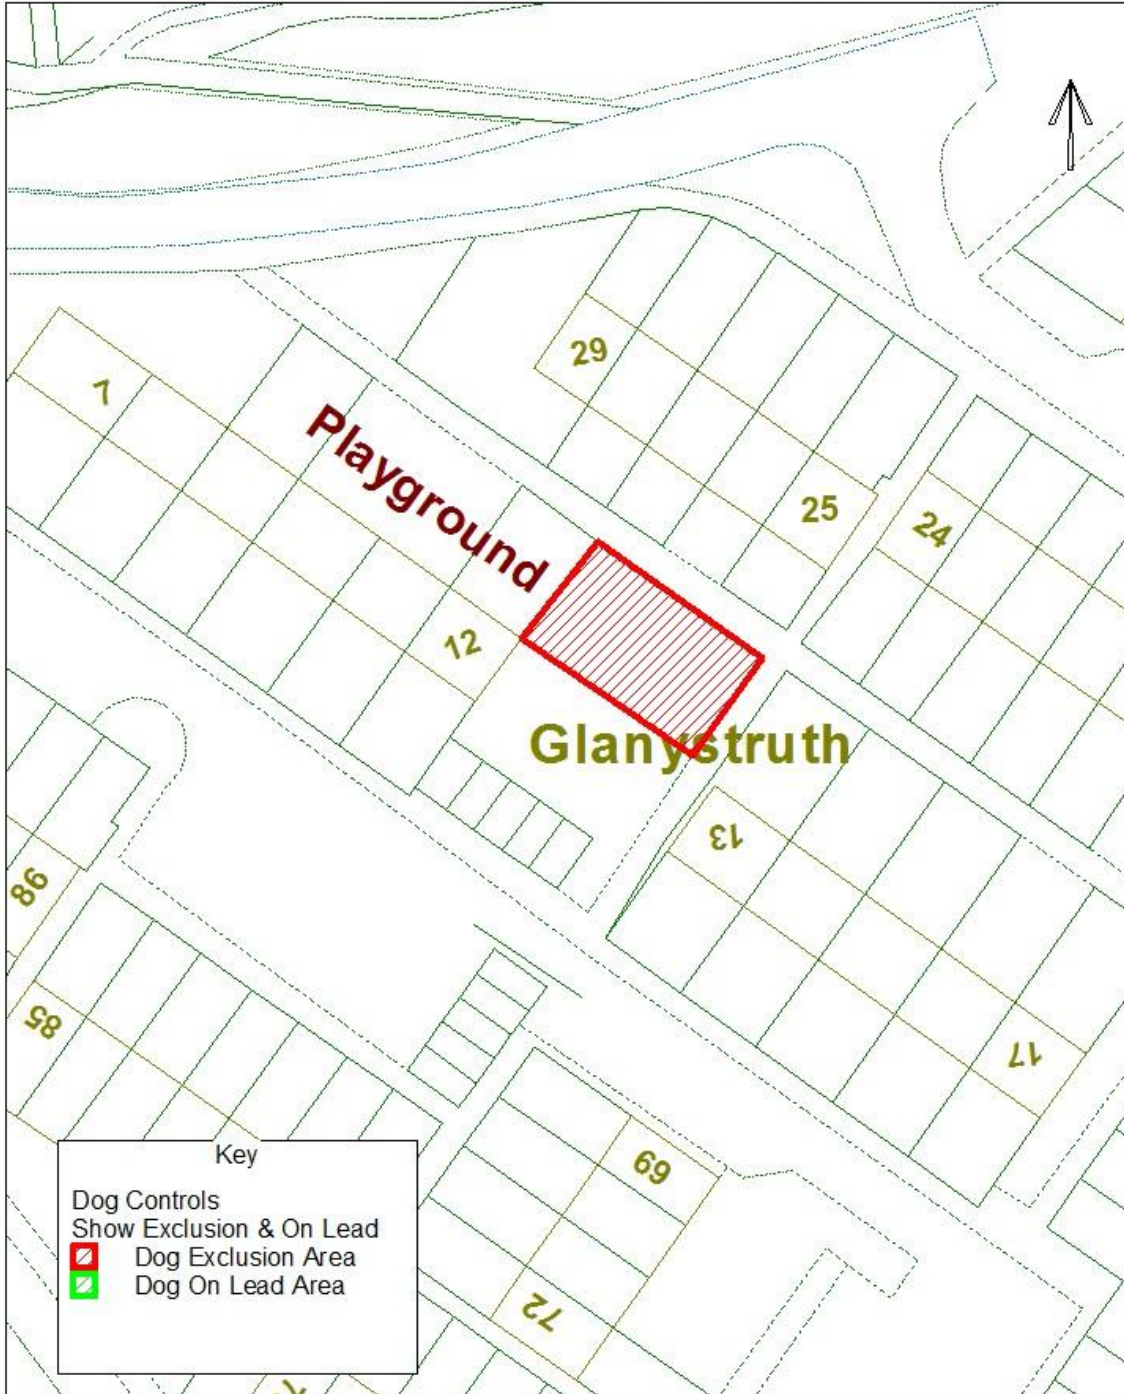 29
7
Playground
25
24
12
Glanystruth
13
98
85
17
69
72
Key
Dog Controls
Show Exclusion & On Lead
Dog Exclusion Area
Dog On Lead Area